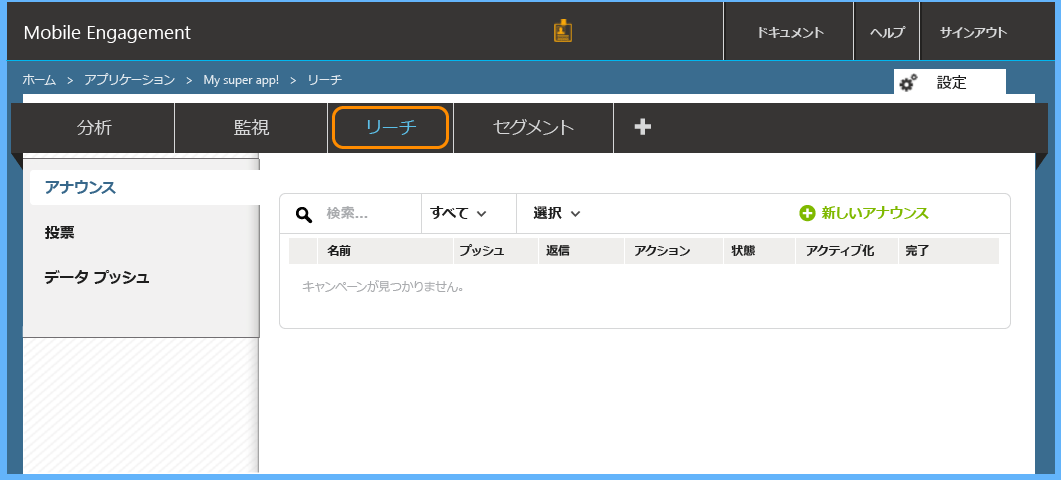 Mobile Engagement ドキュメント ヘルプ サインアウト
ホーム > アプリケーション > My super app! > リーチ 設定
分析 監視 リーチ セグメント
アナウンス
投票
データ プッシュ
検索... すべて 選択 新しいアナウンス
名前 プッシュ 返信 アクション 状態 アクティブ化 完了
キャンペーンが見つかりません。